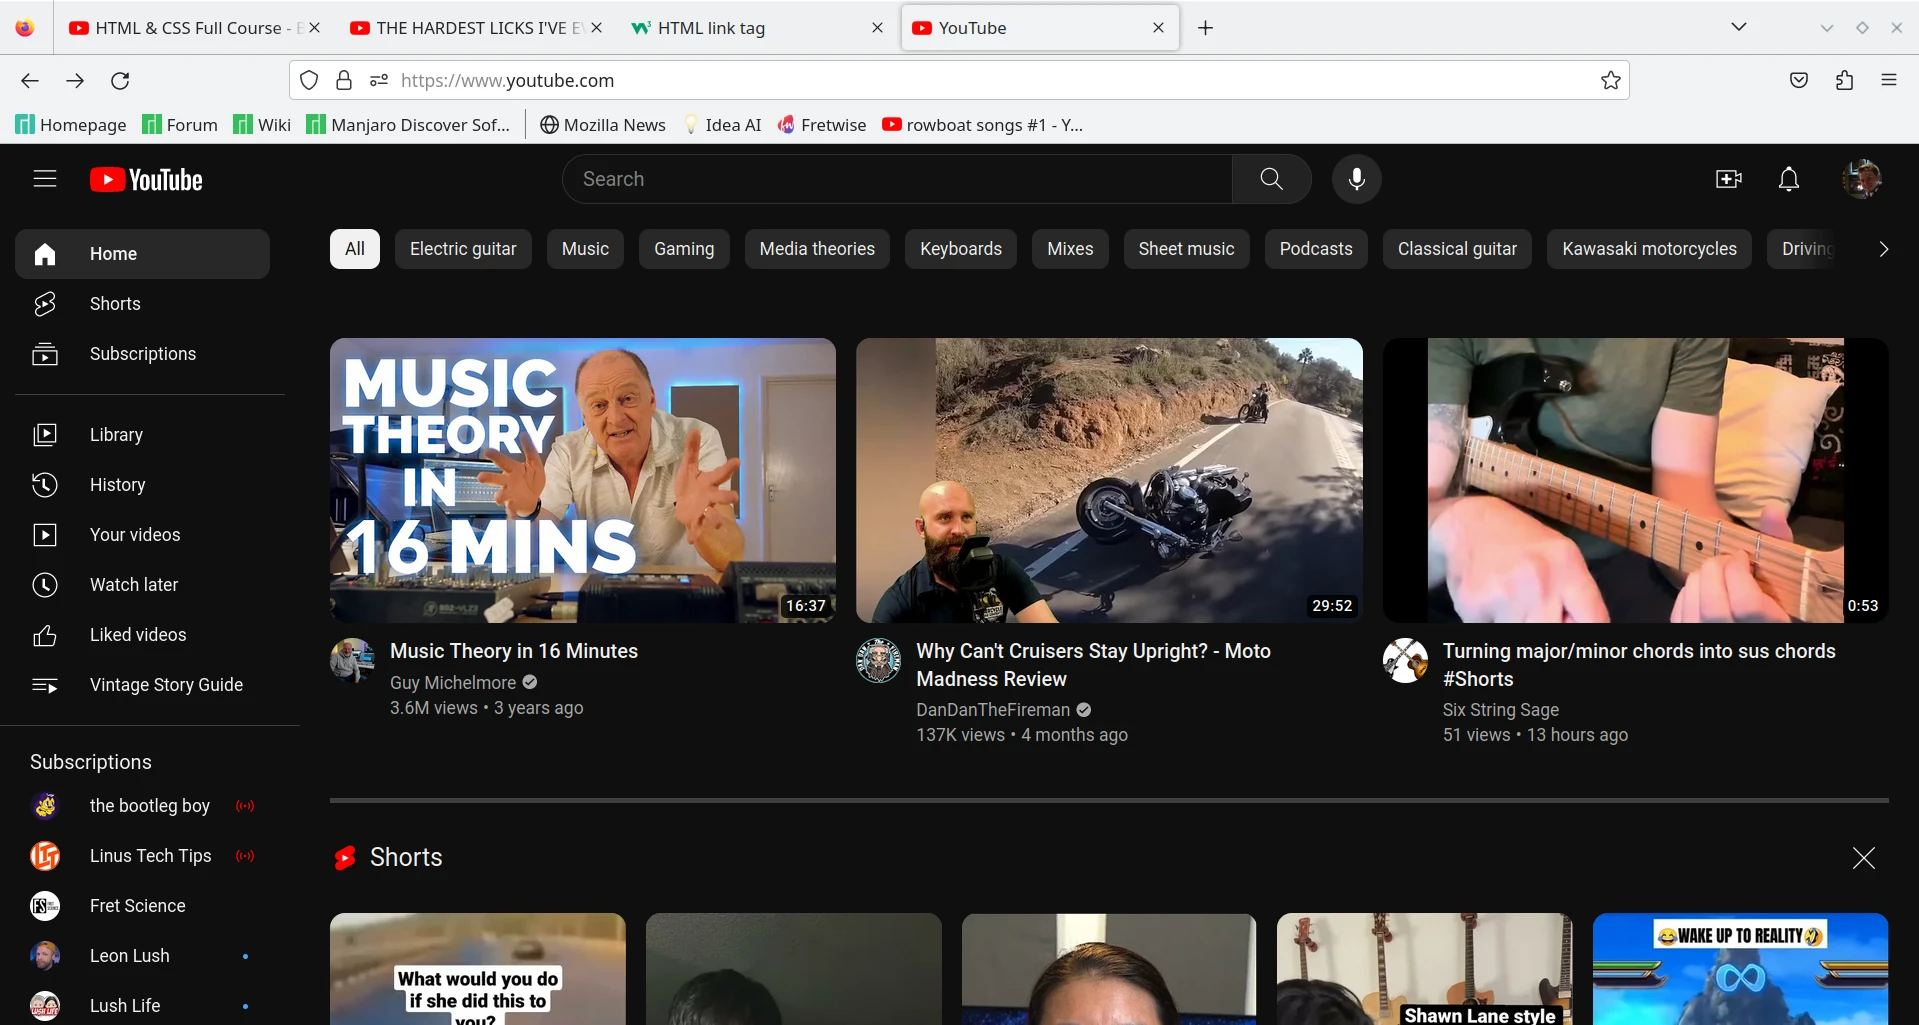 HTML & CSS Full Course - B
THE HARDEST LICKS I'VE EV
HTML link tag
YouTube
https://www.youtube.com
Homepage
Forum
Wiki
Manjaro Discover Sof...
Mozilla News
Idea AI
Fretwise
rowboat songs #1 - Y...
YouTube
Search
Home
Shorts
Subscriptions
Library
History
Your videos
Watch later
Liked videos
Vintage Story Guide
Subscriptions
the bootleg boy
Linus Tech Tips
Fret Science
Leon Lush
Lush Life
All
Electric guitar
Music
Gaming
Media theories
Keyboards
Mixes
Sheet music
Podcasts
Classical guitar
Kawasaki motorcycles
Driving
MUSIC
THEORY
IN
16 MINS
16:37
Music Theory in 16 Minutes
Guy Michelmore
3.6M views • 3 years ago
29:52
Why Can't Cruisers Stay Upright? - Moto
Madness Review
DanDanTheFireman
137K views • 4 months ago
0:53
Turning major/minor chords into sus chords
#Shorts
Six String Sage
51 views • 13 hours ago
Shorts
What would you do
if she did this to
you?
Shawn Lane style
😂WAKE UP TO REALITY🤣